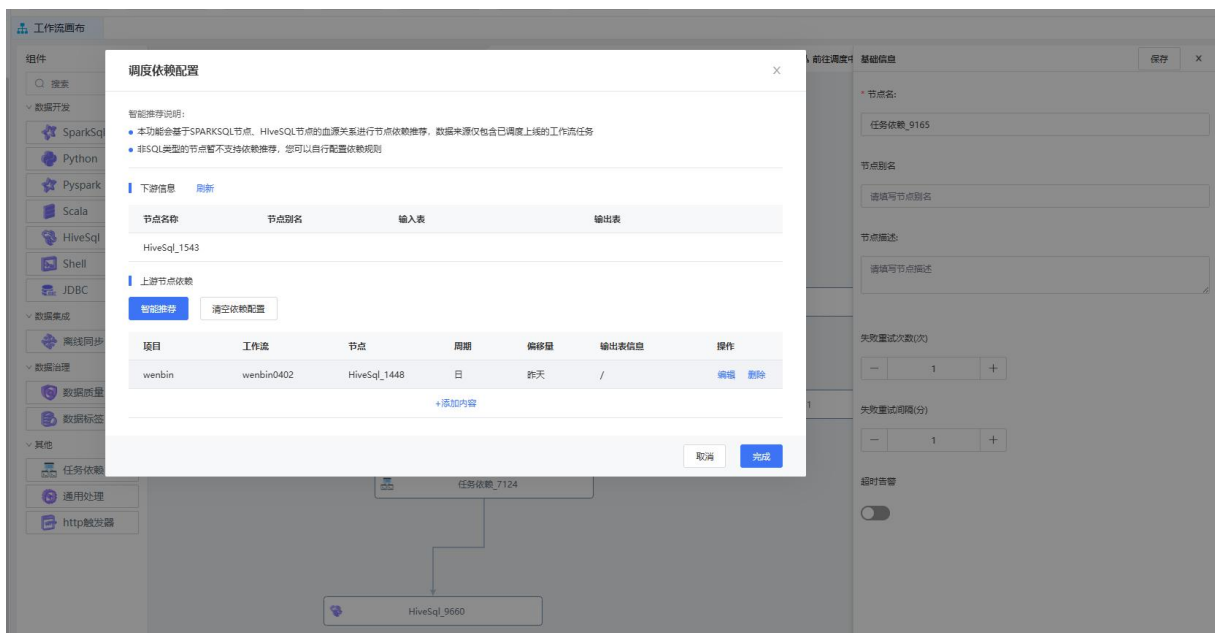 工作流画布
组件
搜索
数据开发
SparkSql
Python
Pyspark
Scala
HiveSql
Shell
JDBC
数据集成
离线同步
数据治理
数据质量
数据标签
其他
任务依赖
通用处理
http触发器
调度依赖配置
智能推荐说明:
本功能会基于SPARKSQL节点、HIveSQL节点的血源关系进行节点依赖推荐，数据来源仅包含已调度上线的工作流任务
非SQL类型的节点暂不支持依赖推荐，您可以自行配置依赖规则
下游信息 刷新
节点名称 节点别名 输入表 输出表
HiveSql_1543
上游节点依赖
智能推荐 清空依赖配置
项目 工作流 节点 周期 偏移量 输出表信息 操作
wenbin wenbin0402 HiveSql_1448 日 昨天 / 编辑 删除
+添加内容
取消 完成
任务依赖_7124
HiveSql_9660
前往调度中
1
基础信息 保存 X
* 节点名:
任务依赖_9165
节点别名
请填写节点别名
节点描述:
请填写节点描述
失败重试次数(次)
— 1 +
失败重试间隔(分)
— 1 +
超时告警